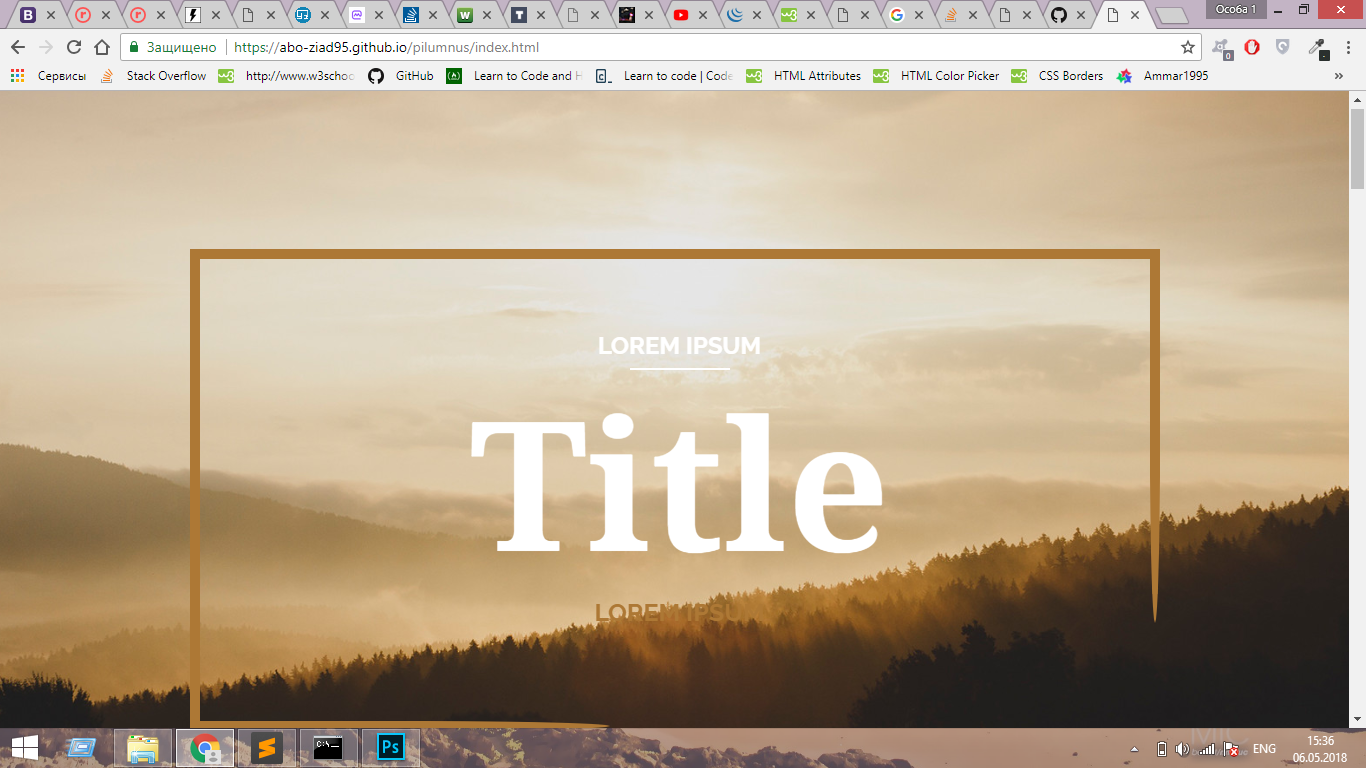 Особа 1
Защищено
https://abo-ziad95.github.io/pilumnus/index.html
Сервисы
Stack Overflow
http://www.w3schoo
GitHub
Learn to Code and H
Learn to code | Code
HTML Attributes
HTML Color Picker
CSS Borders
Ammar1995
LOREM IPSUM
Title
LOREM IPSU
ENG
15:36
06.05.2018